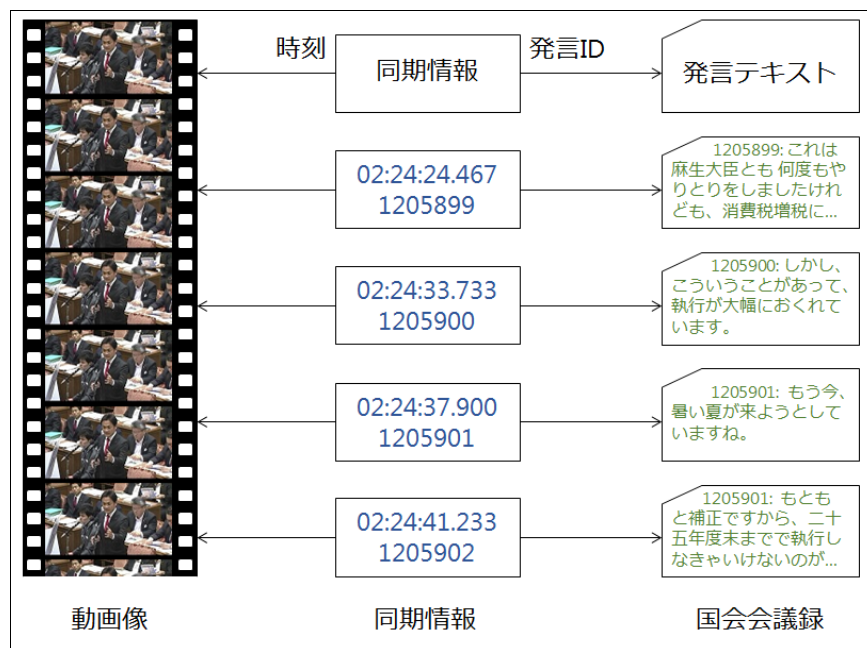 時刻
同期情報
発言ID
発言テキスト
02:24:24.467
1205899
1205899: これは
麻生大臣とも 何度もや
りとりをしましたけれ
ども、消費税増税に...
02:24:33.733
1205900
1205900: しかし、
こういうことがあって、
執行が大幅におくれて
います。
02:24:37.900
1205901
1205901: もう今、
暑い夏が来ようとして
いますね。
02:24:41.233
1205902
1205901: もともと
と補正ですから、二十
五年度末までで執行し
なきゃいけないのが...
動画像
同期情報
国会会議録